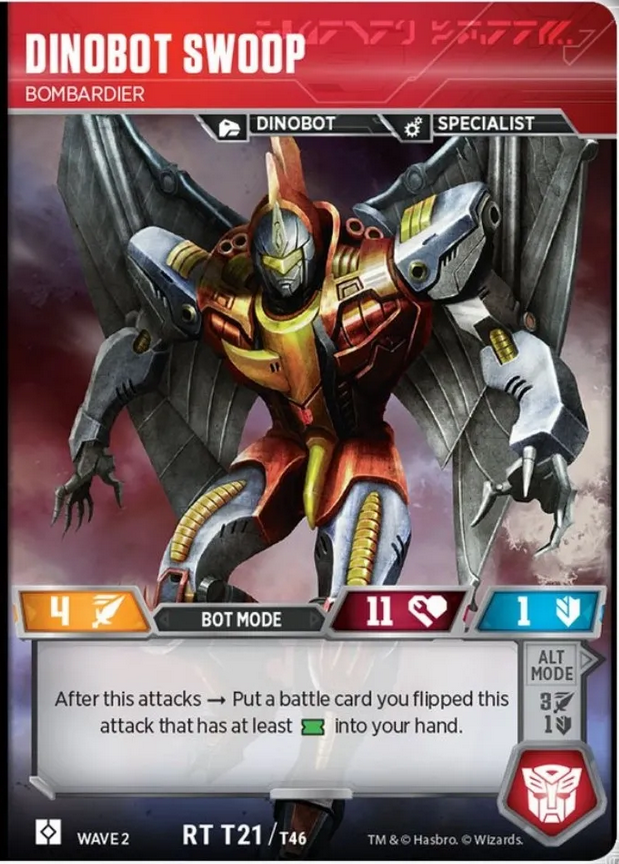 DINOBOT SWOOP
BOMBARDIER
DINOBOT
SPECIALIST
4
BOT MODE
11
1
ALT
MODE
3
1
After this attacks → Put a battle card you flipped this
attack that has at least into your hand.
WAVE 2
RT T21/T46
TM & © Hasbro. © Wizards.